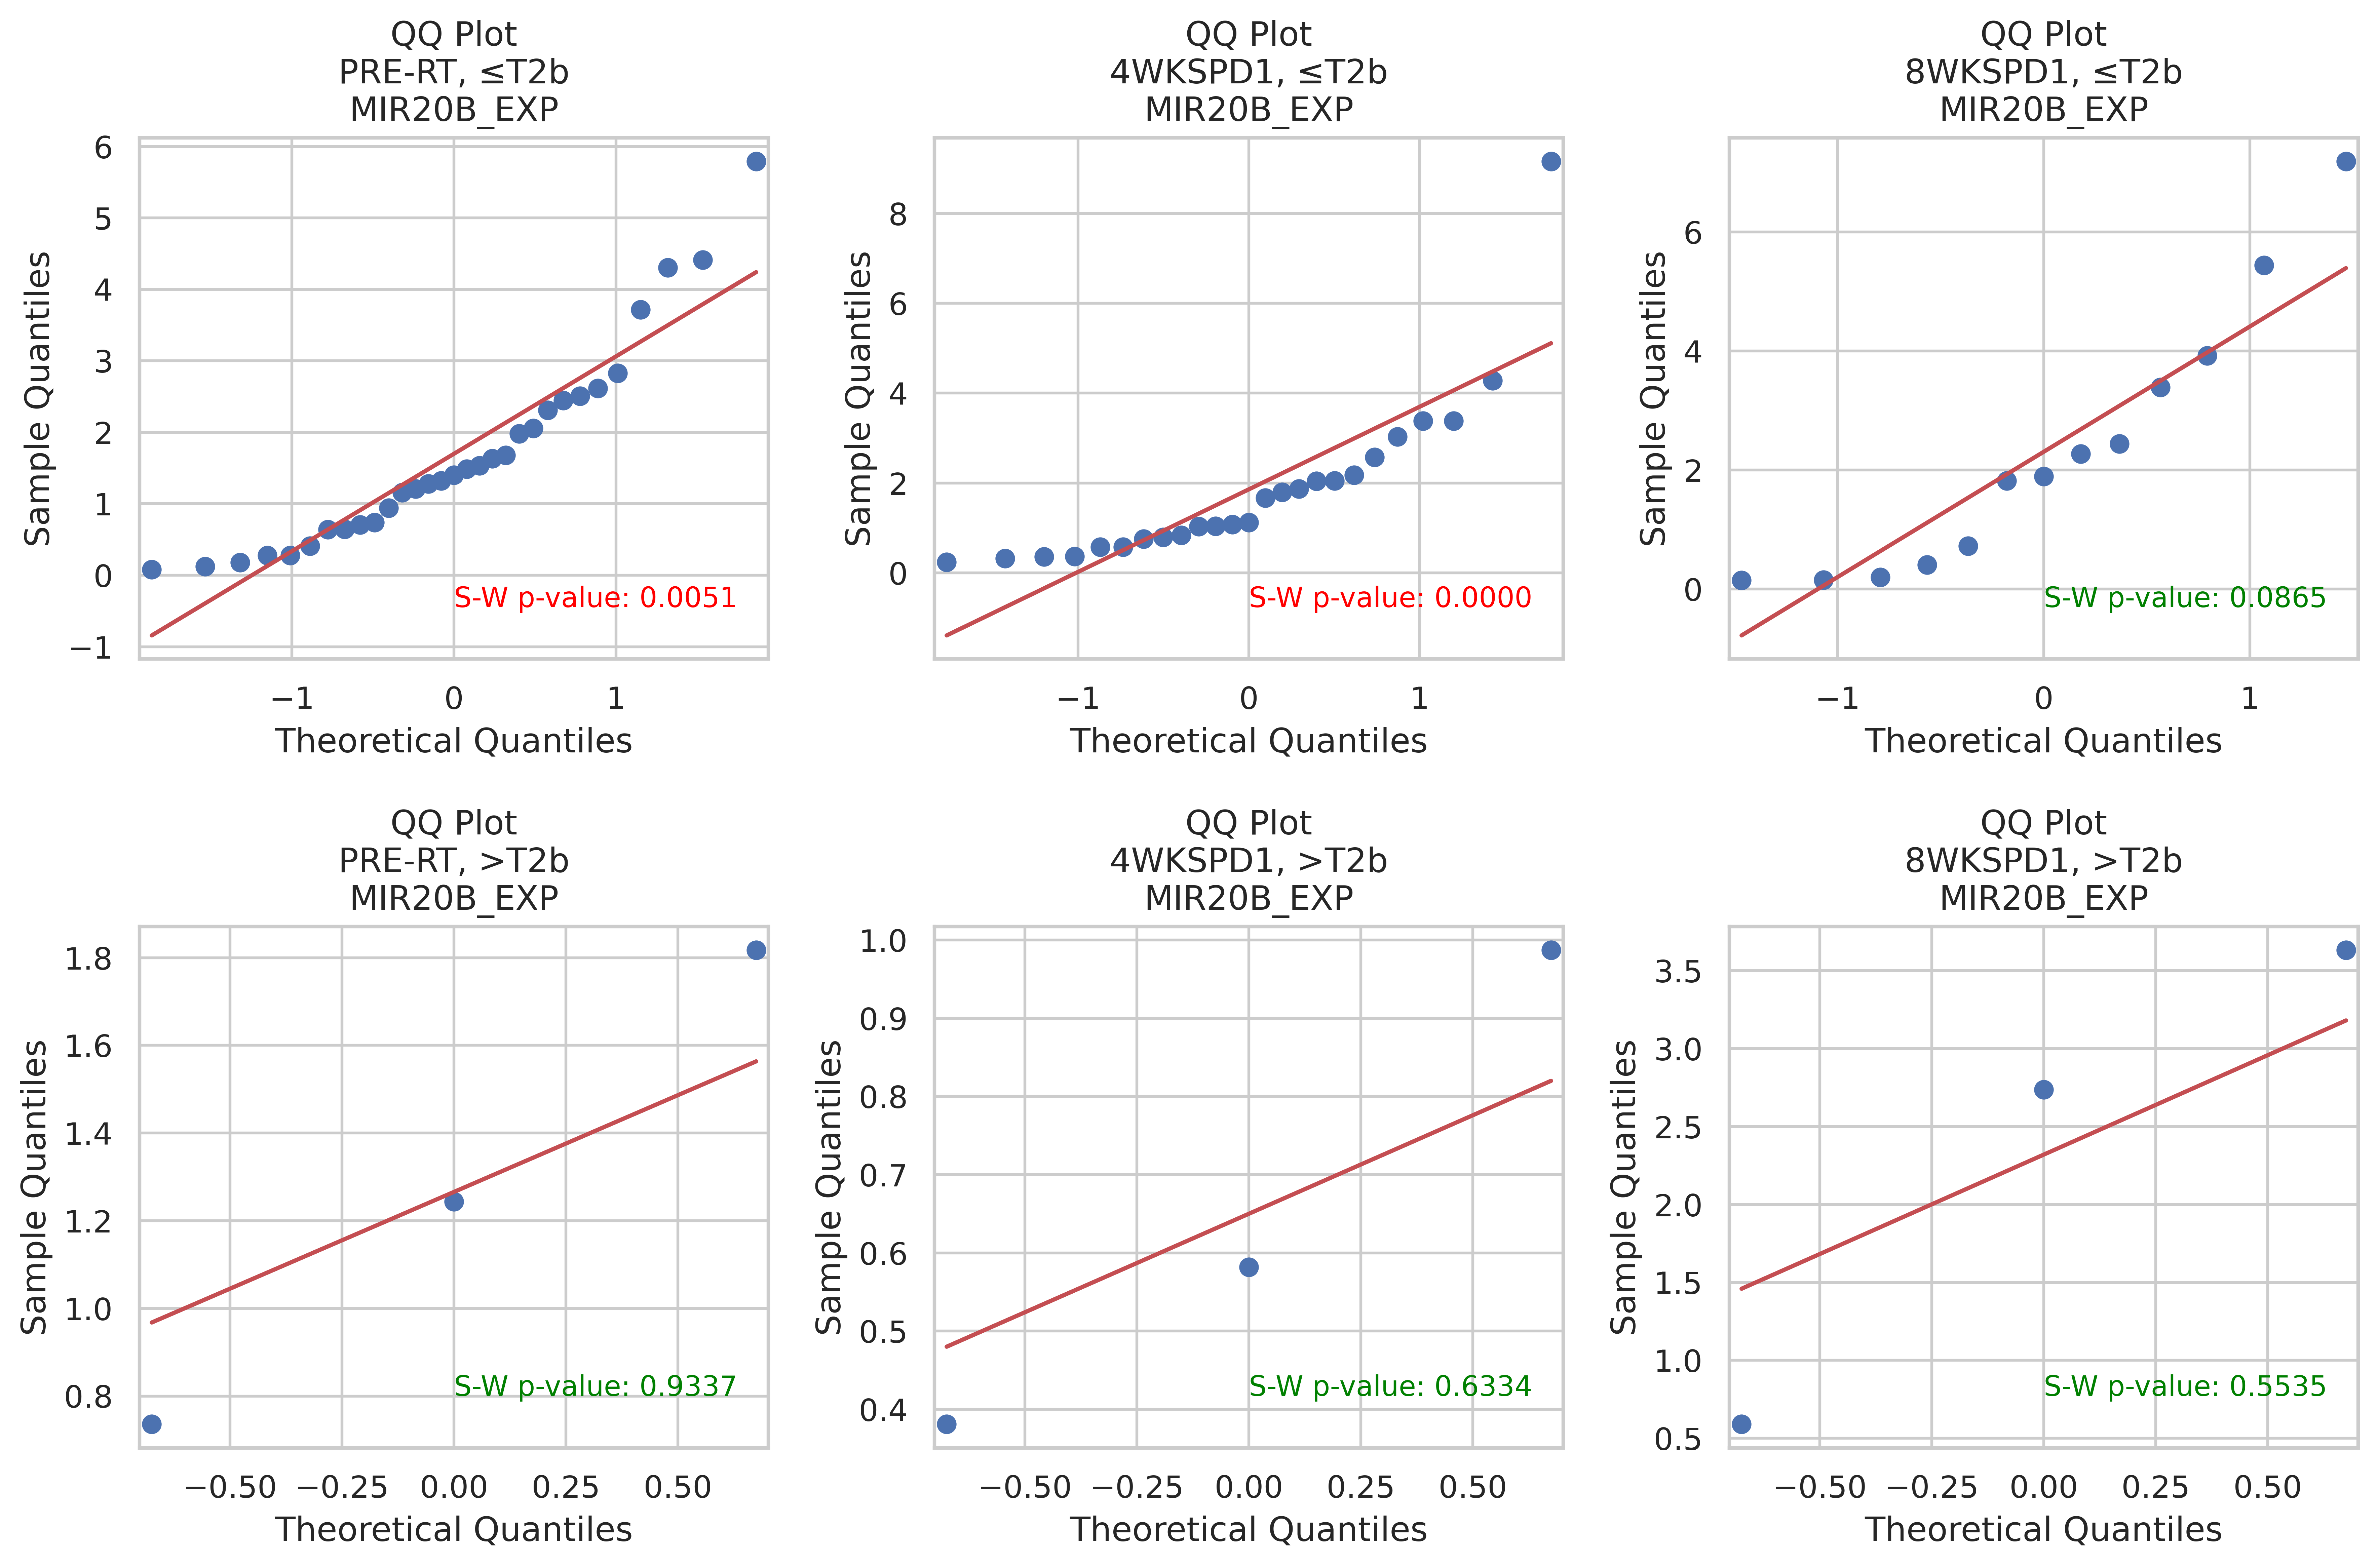 QQ Plot
PRE-RT, ≤T2b
MIR20B_EXP
6
5
4
3
2
1
0
−1
Sample Quantiles
S-W p-value: 0.0051
−1 0 1
Theoretical Quantiles
QQ Plot
4WKSPD1, ≤T2b
MIR20B_EXP
8
6
4
2
0
Sample Quantiles
S-W p-value: 0.0000
−1 0 1
Theoretical Quantiles
QQ Plot
8WKSPD1, ≤T2b
MIR20B_EXP
6
4
2
0
Sample Quantiles
S-W p-value: 0.0865
−1 0 1
Theoretical Quantiles
QQ Plot
PRE-RT, >T2b
MIR20B_EXP
1.8
1.6
1.4
1.2
1.0
0.8
Sample Quantiles
S-W p-value: 0.9337
−0.50 −0.25 0.00 0.25 0.50
Theoretical Quantiles
QQ Plot
4WKSPD1, >T2b
MIR20B_EXP
1.0
0.9
0.8
0.7
0.6
0.5
0.4
Sample Quantiles
S-W p-value: 0.6334
−0.50 −0.25 0.00 0.25 0.50
Theoretical Quantiles
QQ Plot
8WKSPD1, >T2b
MIR20B_EXP
3.5
3.0
2.5
2.0
1.5
1.0
0.5
Sample Quantiles
S-W p-value: 0.5535
−0.50 −0.25 0.00 0.25 0.50
Theoretical Quantiles